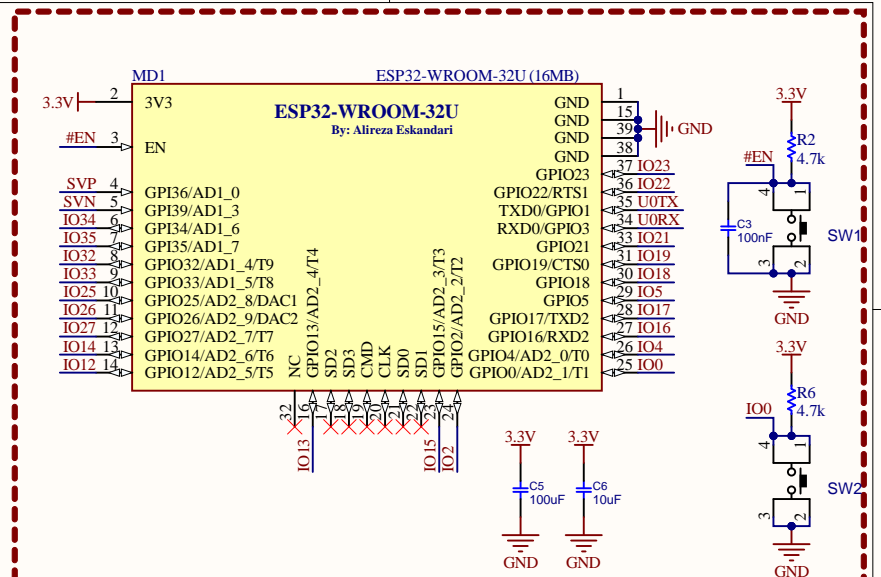 MD1
ESP32-WROOM-32U (16MB)
ESP32-WROOM-32U
By: Alireza Eskandari
3.3V 2 3V3
#EN 3 EN
SVP 4 GPI36/AD1_0
SVN 5 GPI39/AD1_3
IO34 6 GPI34/AD1_6
IO35 7 GPI35/AD1_7
IO32 8 GPIO32/AD1_4/T9
IO33 9 GPIO33/AD1_5/T8
IO25 10 GPIO25/AD2_8/DAC1
IO26 11 GPIO26/AD2_9/DAC2
IO27 12 GPIO27/AD2_7/T7
IO14 13 GPIO14/AD2_6/T6
IO12 14 GPIO12/AD2_5/T5
GND 1
GND 15
GND 39
GND 38
GND
GPIO23 37 IO23
GPIO22/RTS1 36 IO22
TXD0/GPIO1 35 U0TX
RXD0/GPIO3 34 U0RX
GPIO21 33 IO21
GPIO19/CTS0 31 IO19
GPIO18 30 IO18
GPIO5 29 IO5
GPIO17/TXD2 28 IO17
GPIO16/RXD2 27 IO16
GPIO4/AD2_0/T0 26 IO4
GPIO0/AD2_1/T1 25 IO0
NC 32
GPIO13/AD2_4/T4 16 IO13
SD2 17
SD3 18
CMD 19
CLK 20
SD0 21
SD1 22
GPIO15/AD2_3/T3 23 IO15
GPIO2/AD2_2/T2 24 IO2
3.3V
C5
100uF
GND
3.3V
C6
10uF
GND
3.3V
R2
4.7k
#EN
4 1
C3
100nF
SW1
3 2
GND
3.3V
R6
4.7k
IO0
4 1
SW2
3 2
GND